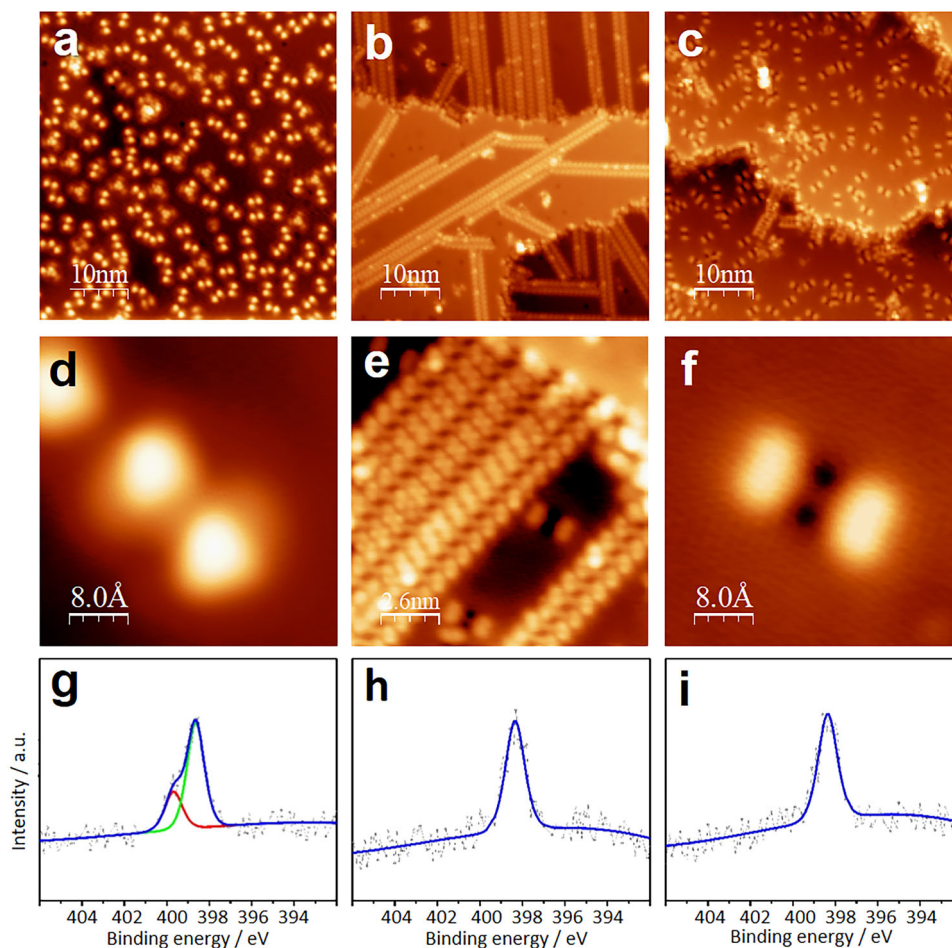 a
b
c
10nm
10nm
10nm
d
e
f
8.0Å
2.6nm
8.0Å
g
h
i
Intensity / a.u.
404 402 400 398 396 394
404 402 400 398 396 394
404 402 400 398 396 394
Binding energy / eV
Binding energy / eV
Binding energy / eV